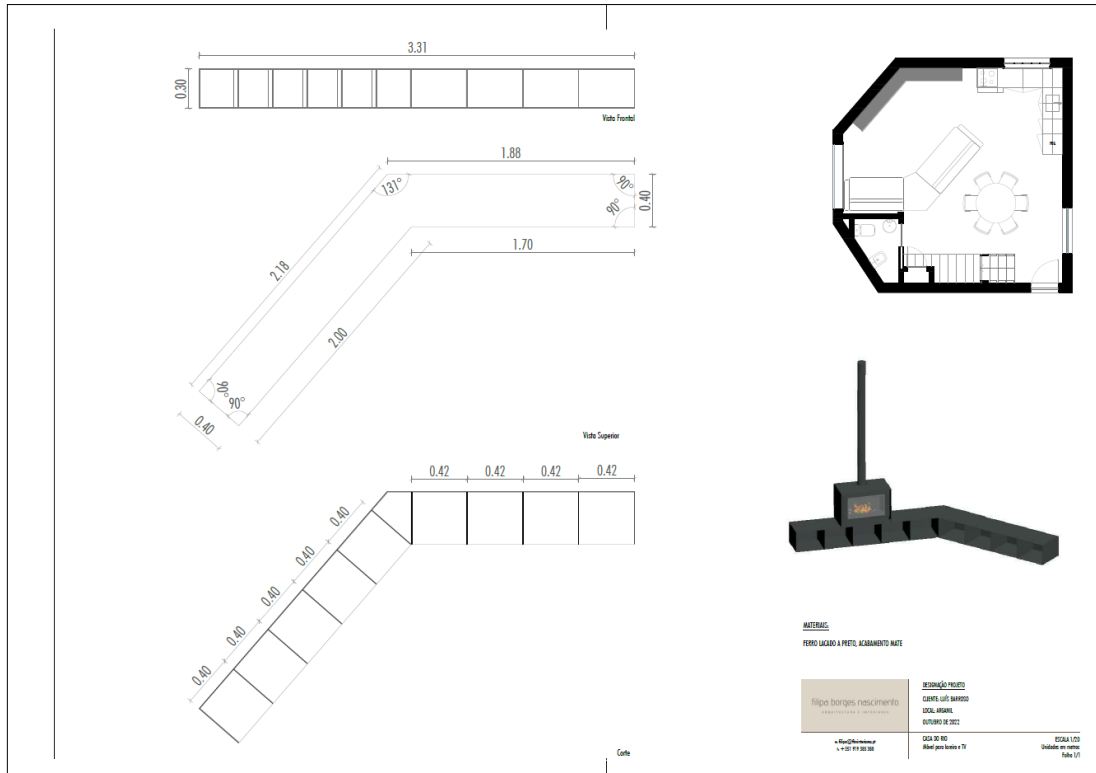 3.31
0.30
Vista Frontal
1.88
131°
90°
90°
0.40
1.70
2.18
2.00
90°
90°
0.40
Vista Superior
0.42
0.42
0.42
0.42
0.40
0.40
0.40
0.40
0.40
Corte
MATERIAIS:
FERRO LACADO A PRETO, ACABAMENTO MATE
filipa borges nascimento
DESIGNAÇÃO PROJETO
CLIENTE: LUÍS BARROSO
LOCAL: ARGANIL
OUTUBRO DE 2022
CASA DO RIO
Móvel para lareira e TV
ESCALA 1/20
Unidades em metros
Folha 1/1